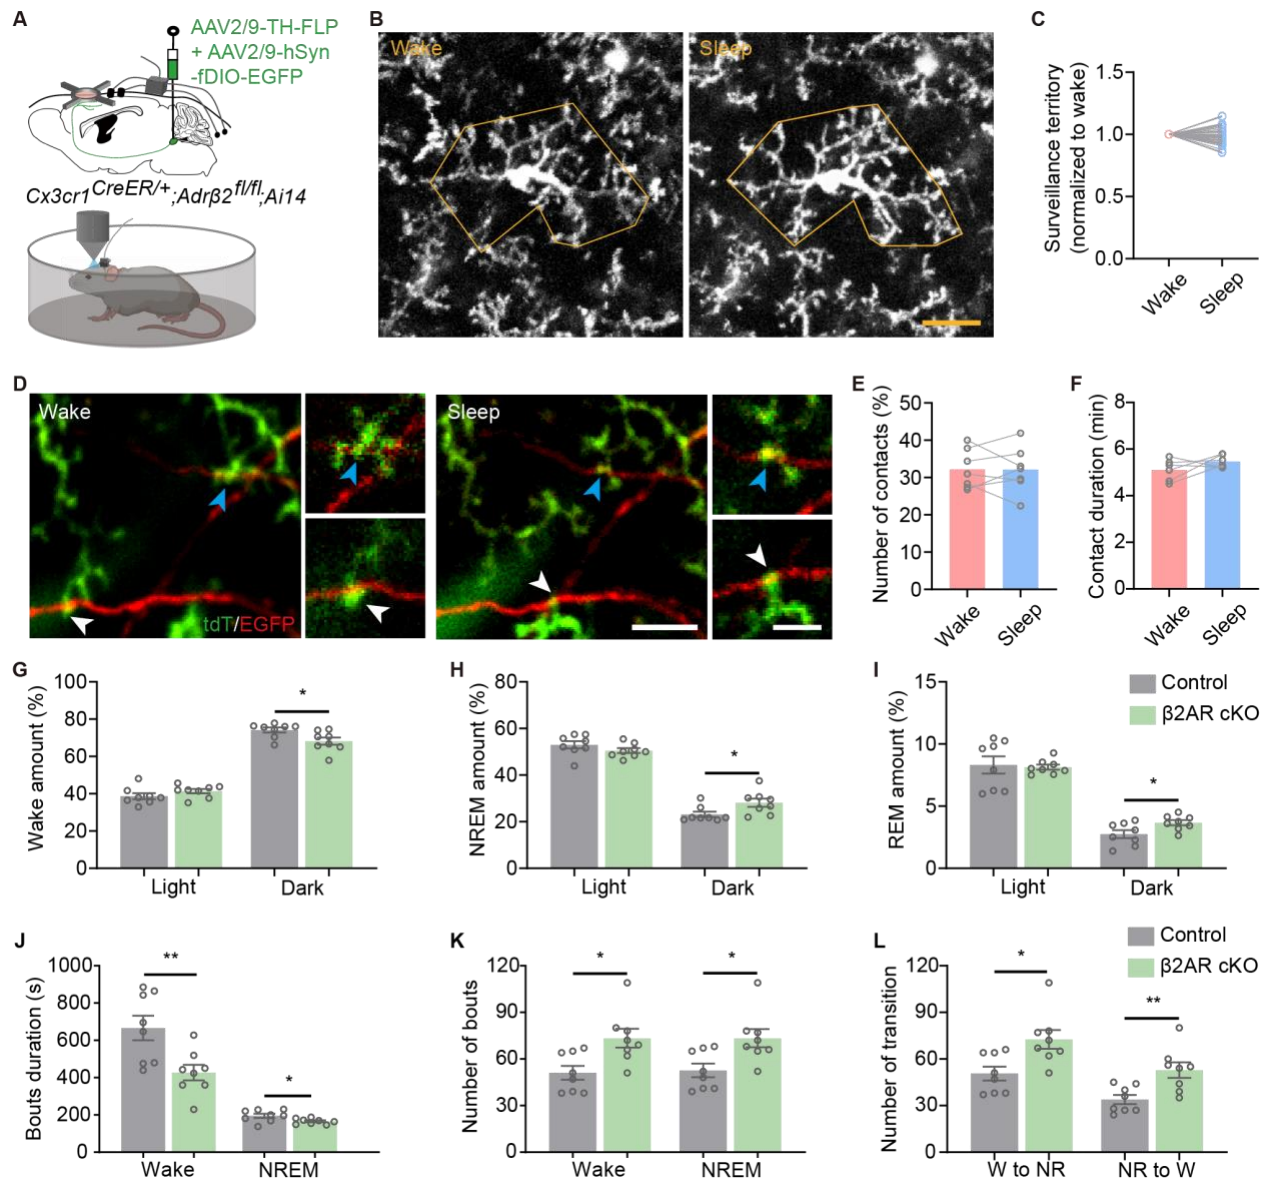 A
AAV2/9-TH-FLP
+ AAV2/9-hSyn
-fDIO-EGFP
Cx3cr1CreER/+;Adrβ2fl/fl;Ai14
B
Wake
Sleep
C
Surveillance territory
(normalized to wake)
1.5
1.0
0.5
0.0
Wake
Sleep
D
Wake
tdT/EGFP
Sleep
E
Number of contacts (%)
50
40
30
20
10
0
Wake
Sleep
F
Contact duration (min)
8
6
4
2
0
Wake
Sleep
G
Wake amount (%)
100
80
60
40
20
0
*
Light
Dark
H
NREM amount (%)
80
60
40
20
0
*
Light
Dark
I
REM amount (%)
15
10
5
0
*
Light
Dark
Control
β2AR cKO
J
Bouts duration (s)
1000
800
600
400
200
0
**
*
Wake
NREM
K
Number of bouts
120
90
60
30
0
*
*
Wake
NREM
L
Number of transition
120
90
60
30
0
*
**
W to NR
NR to W
Control
β2AR cKO